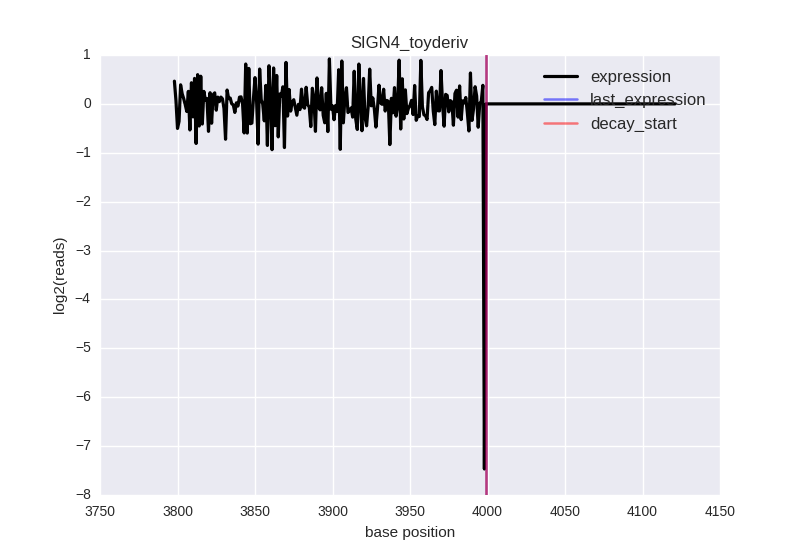 SIGN4_toyderiv
expression
last_expression
decay_start
1
0
−1
−2
−3
−4
−5
−6
−7
−8
log2(reads)
3750 3800 3850 3900 3950 4000 4050 4100 4150
base position